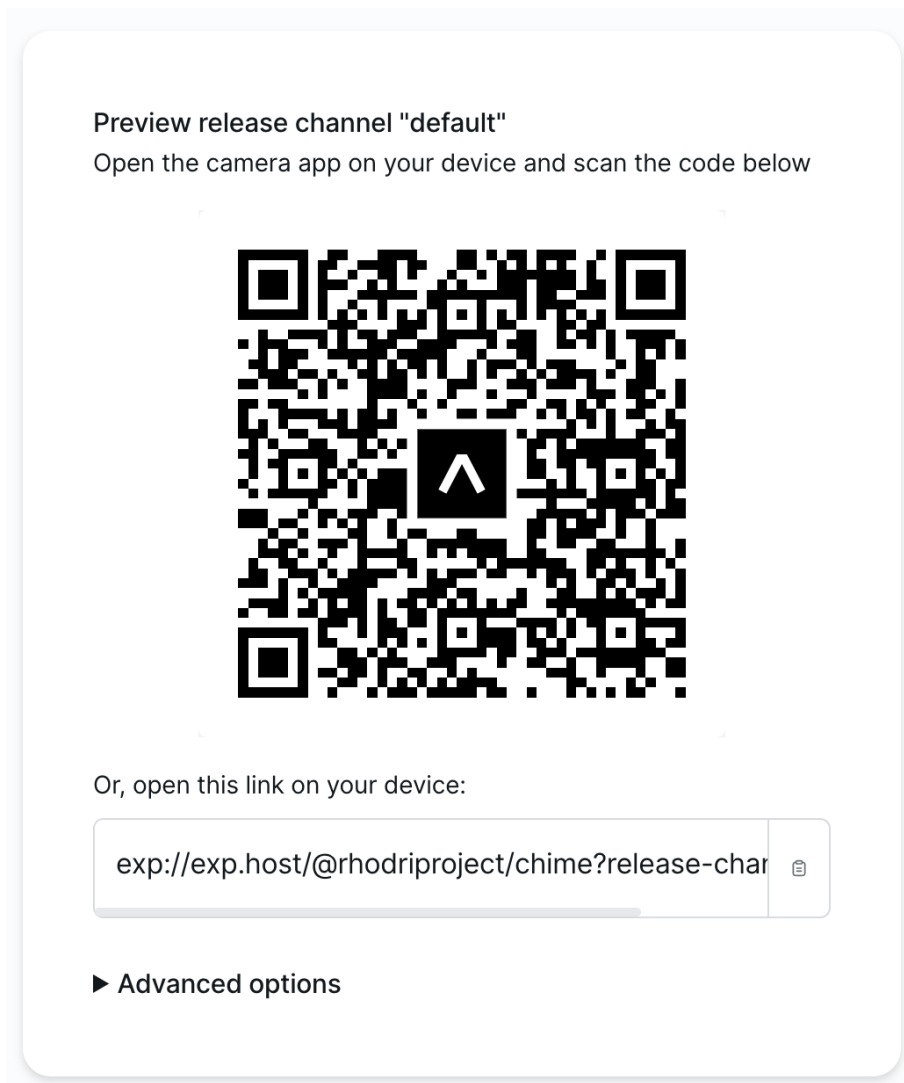 Preview release channel "default"
Open the camera app on your device and scan the code below
Or, open this link on your device:
exp://exp.host/@rhodriproject/chime?release-char
Advanced options